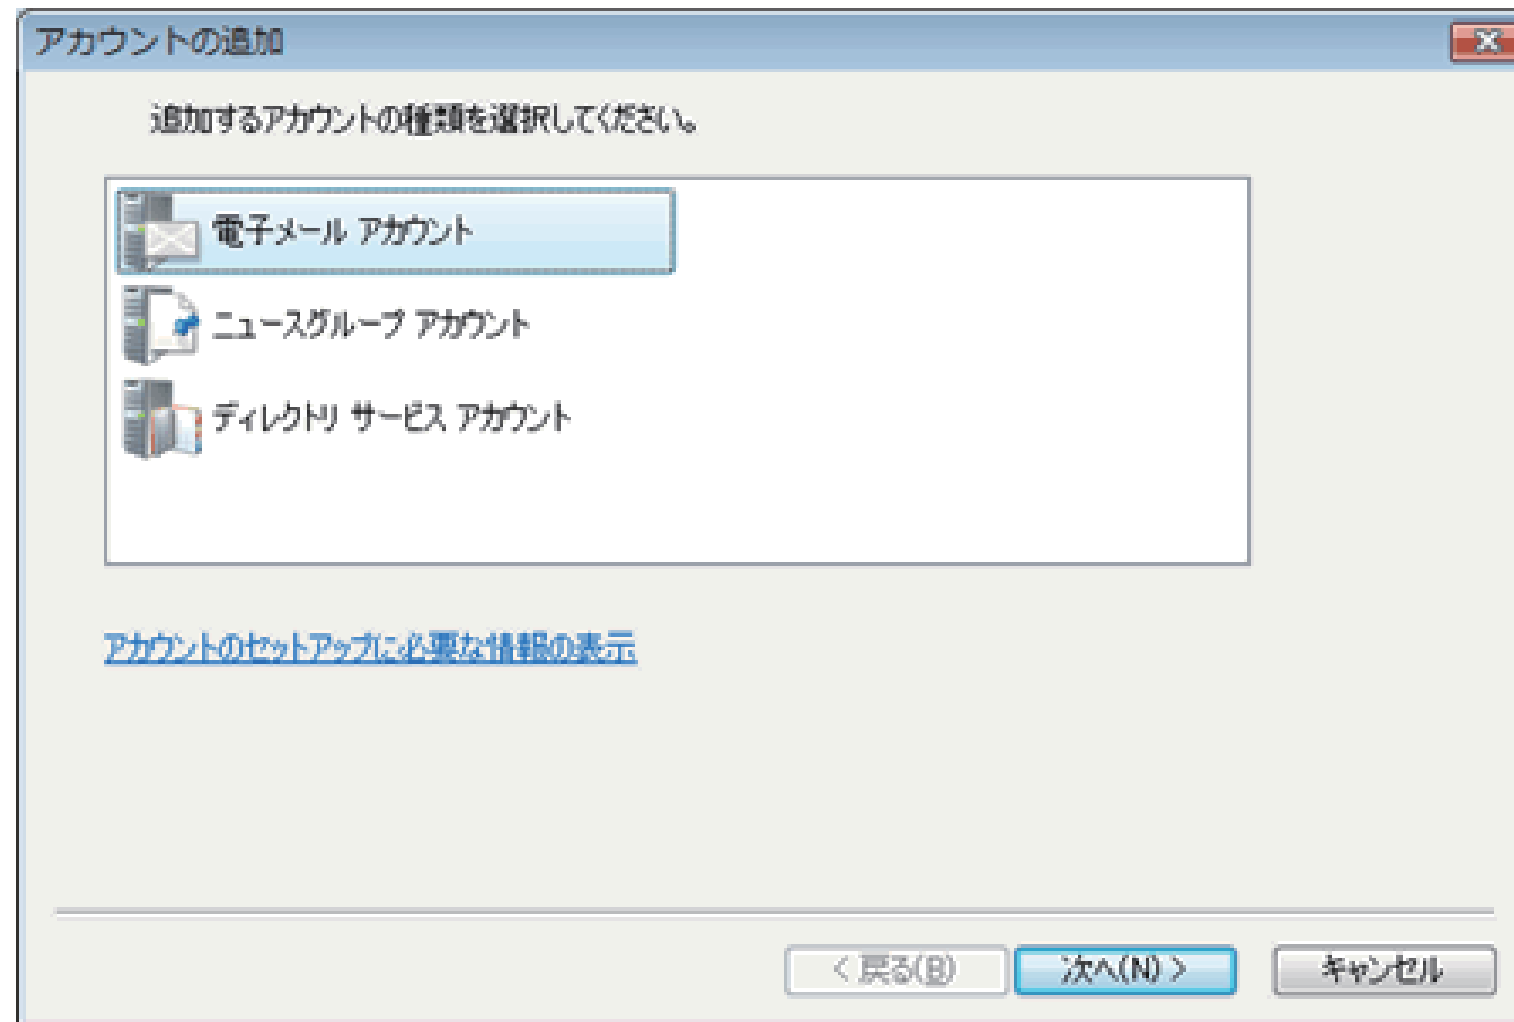 アカウントの追加
追加するアカウントの種類を選択してください。
電子メール アカウント
ニュースグループ アカウント
ディレクトリ サービス アカウント
アカウントのセットアップに必要な情報の表示
< 戻る(B) 次へ(N) > キャンセル